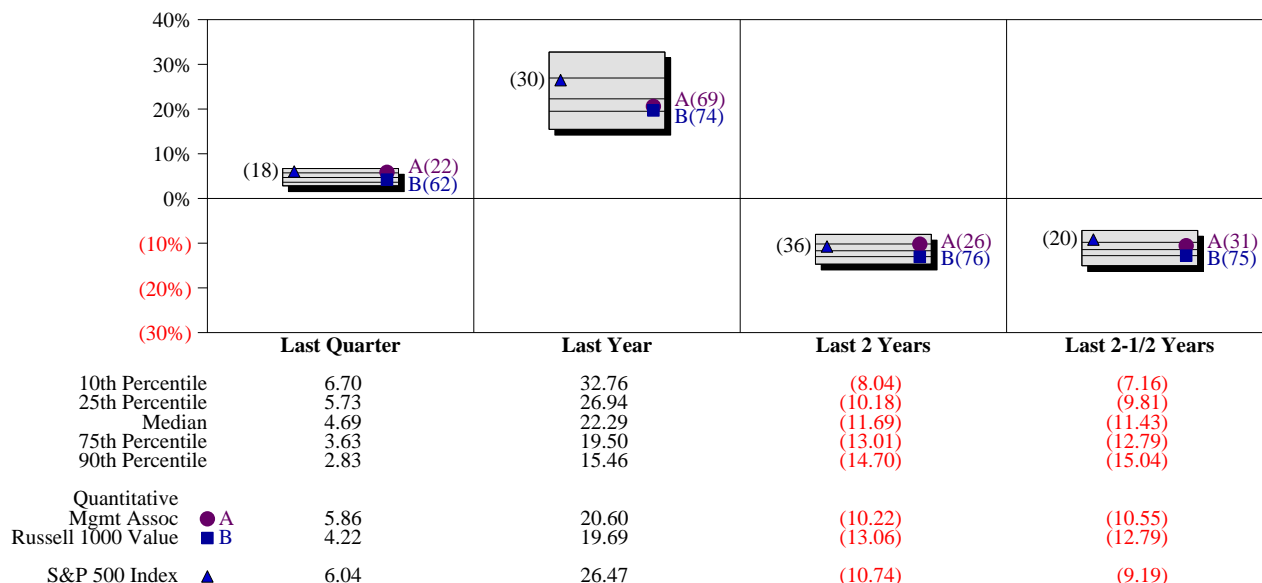 40%
30%
20%
10%
0%
(10%)
(20%)
(30%)
(18)
A(22)
B(62)
(30)
A(69)
B(74)
(36)
A(26)
B(76)
(20)
A(31)
B(75)
Last Quarter Last Year Last 2 Years Last 2-1/2 Years
10th Percentile 6.70 32.76 (8.04) (7.16)
25th Percentile 5.73 26.94 (10.18) (9.81)
Median 4.69 22.29 (11.69) (11.43)
75th Percentile 3.63 19.50 (13.01) (12.79)
90th Percentile 2.83 15.46 (14.70) (15.04)
Quantitative
Mgmt Assoc A 5.86 20.60 (10.22) (10.55)
Russell 1000 Value B 4.22 19.69 (13.06) (12.79)
S&P 500 Index 6.04 26.47 (10.74) (9.19)